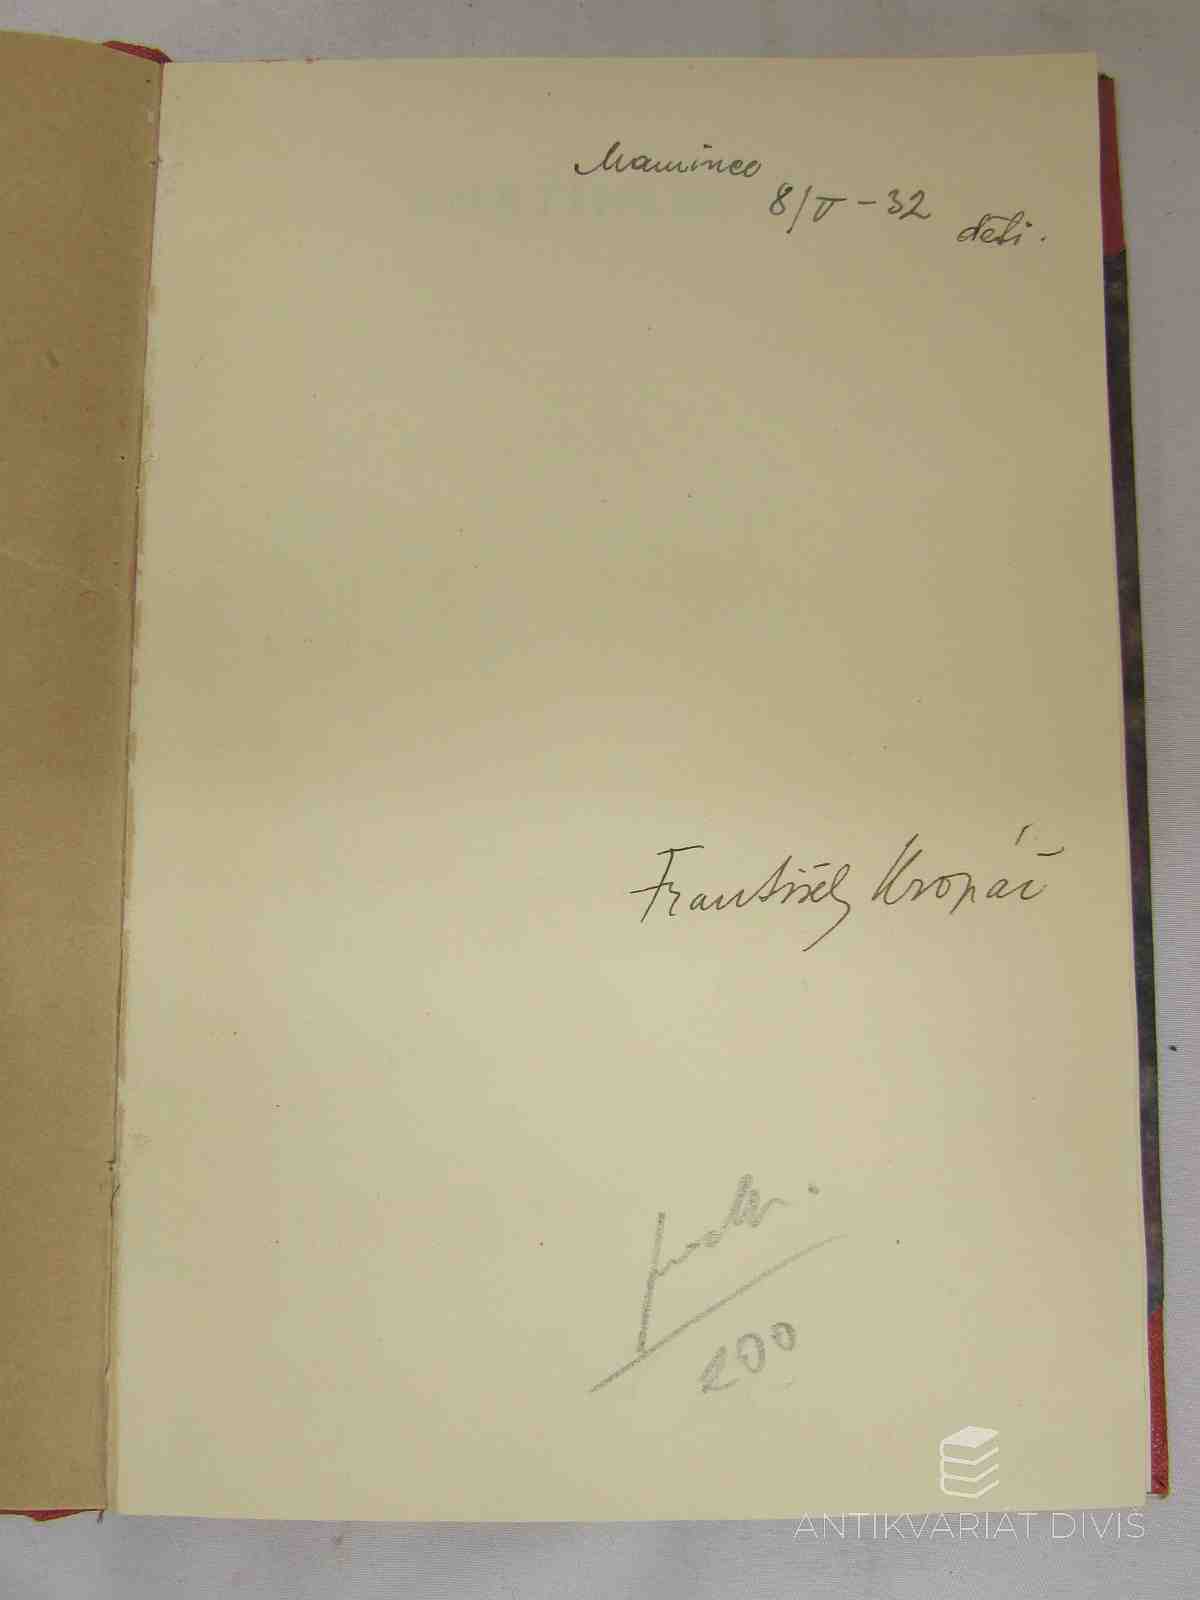 Mamince
8/V - 32
děti.
František Kropáč
200
ANTIKVARIÁT DIVIŠ